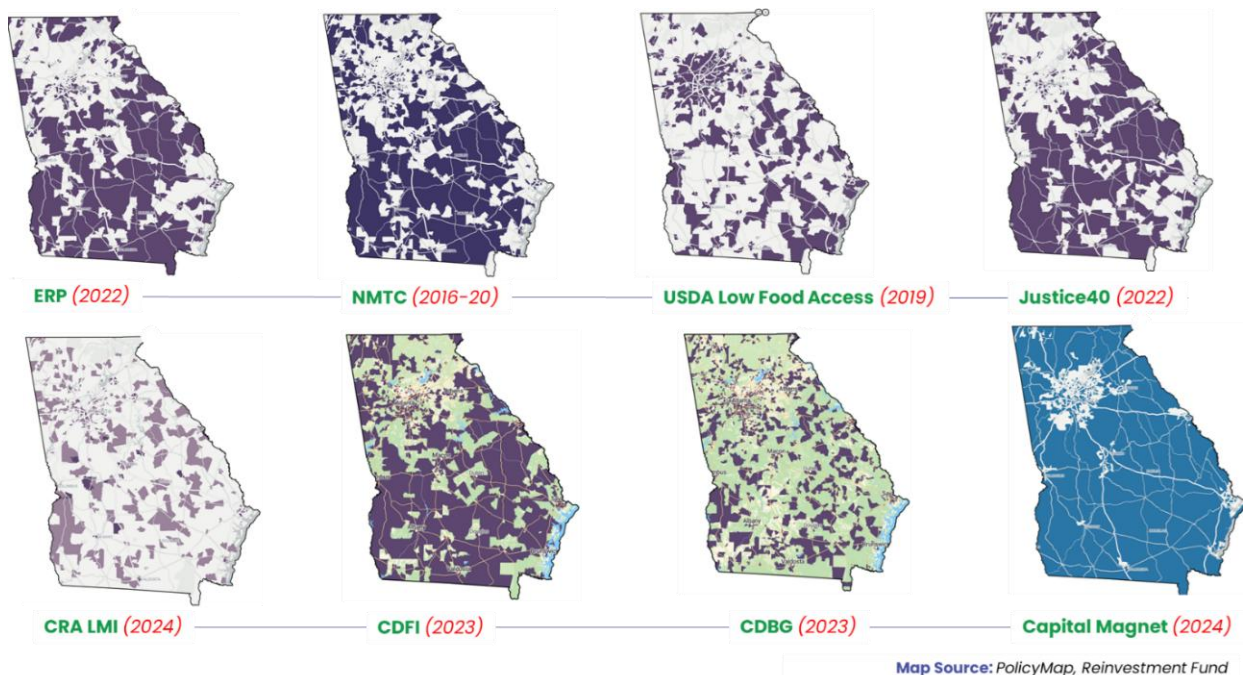 ERP (2022)
NMTC (2016-20)
USDA Low Food Access (2019)
Justice40 (2022)
CRA LMI (2024)
CDFI (2023)
CDBG (2023)
Capital Magnet (2024)
Map Source: PolicyMap, Reinvestment Fund